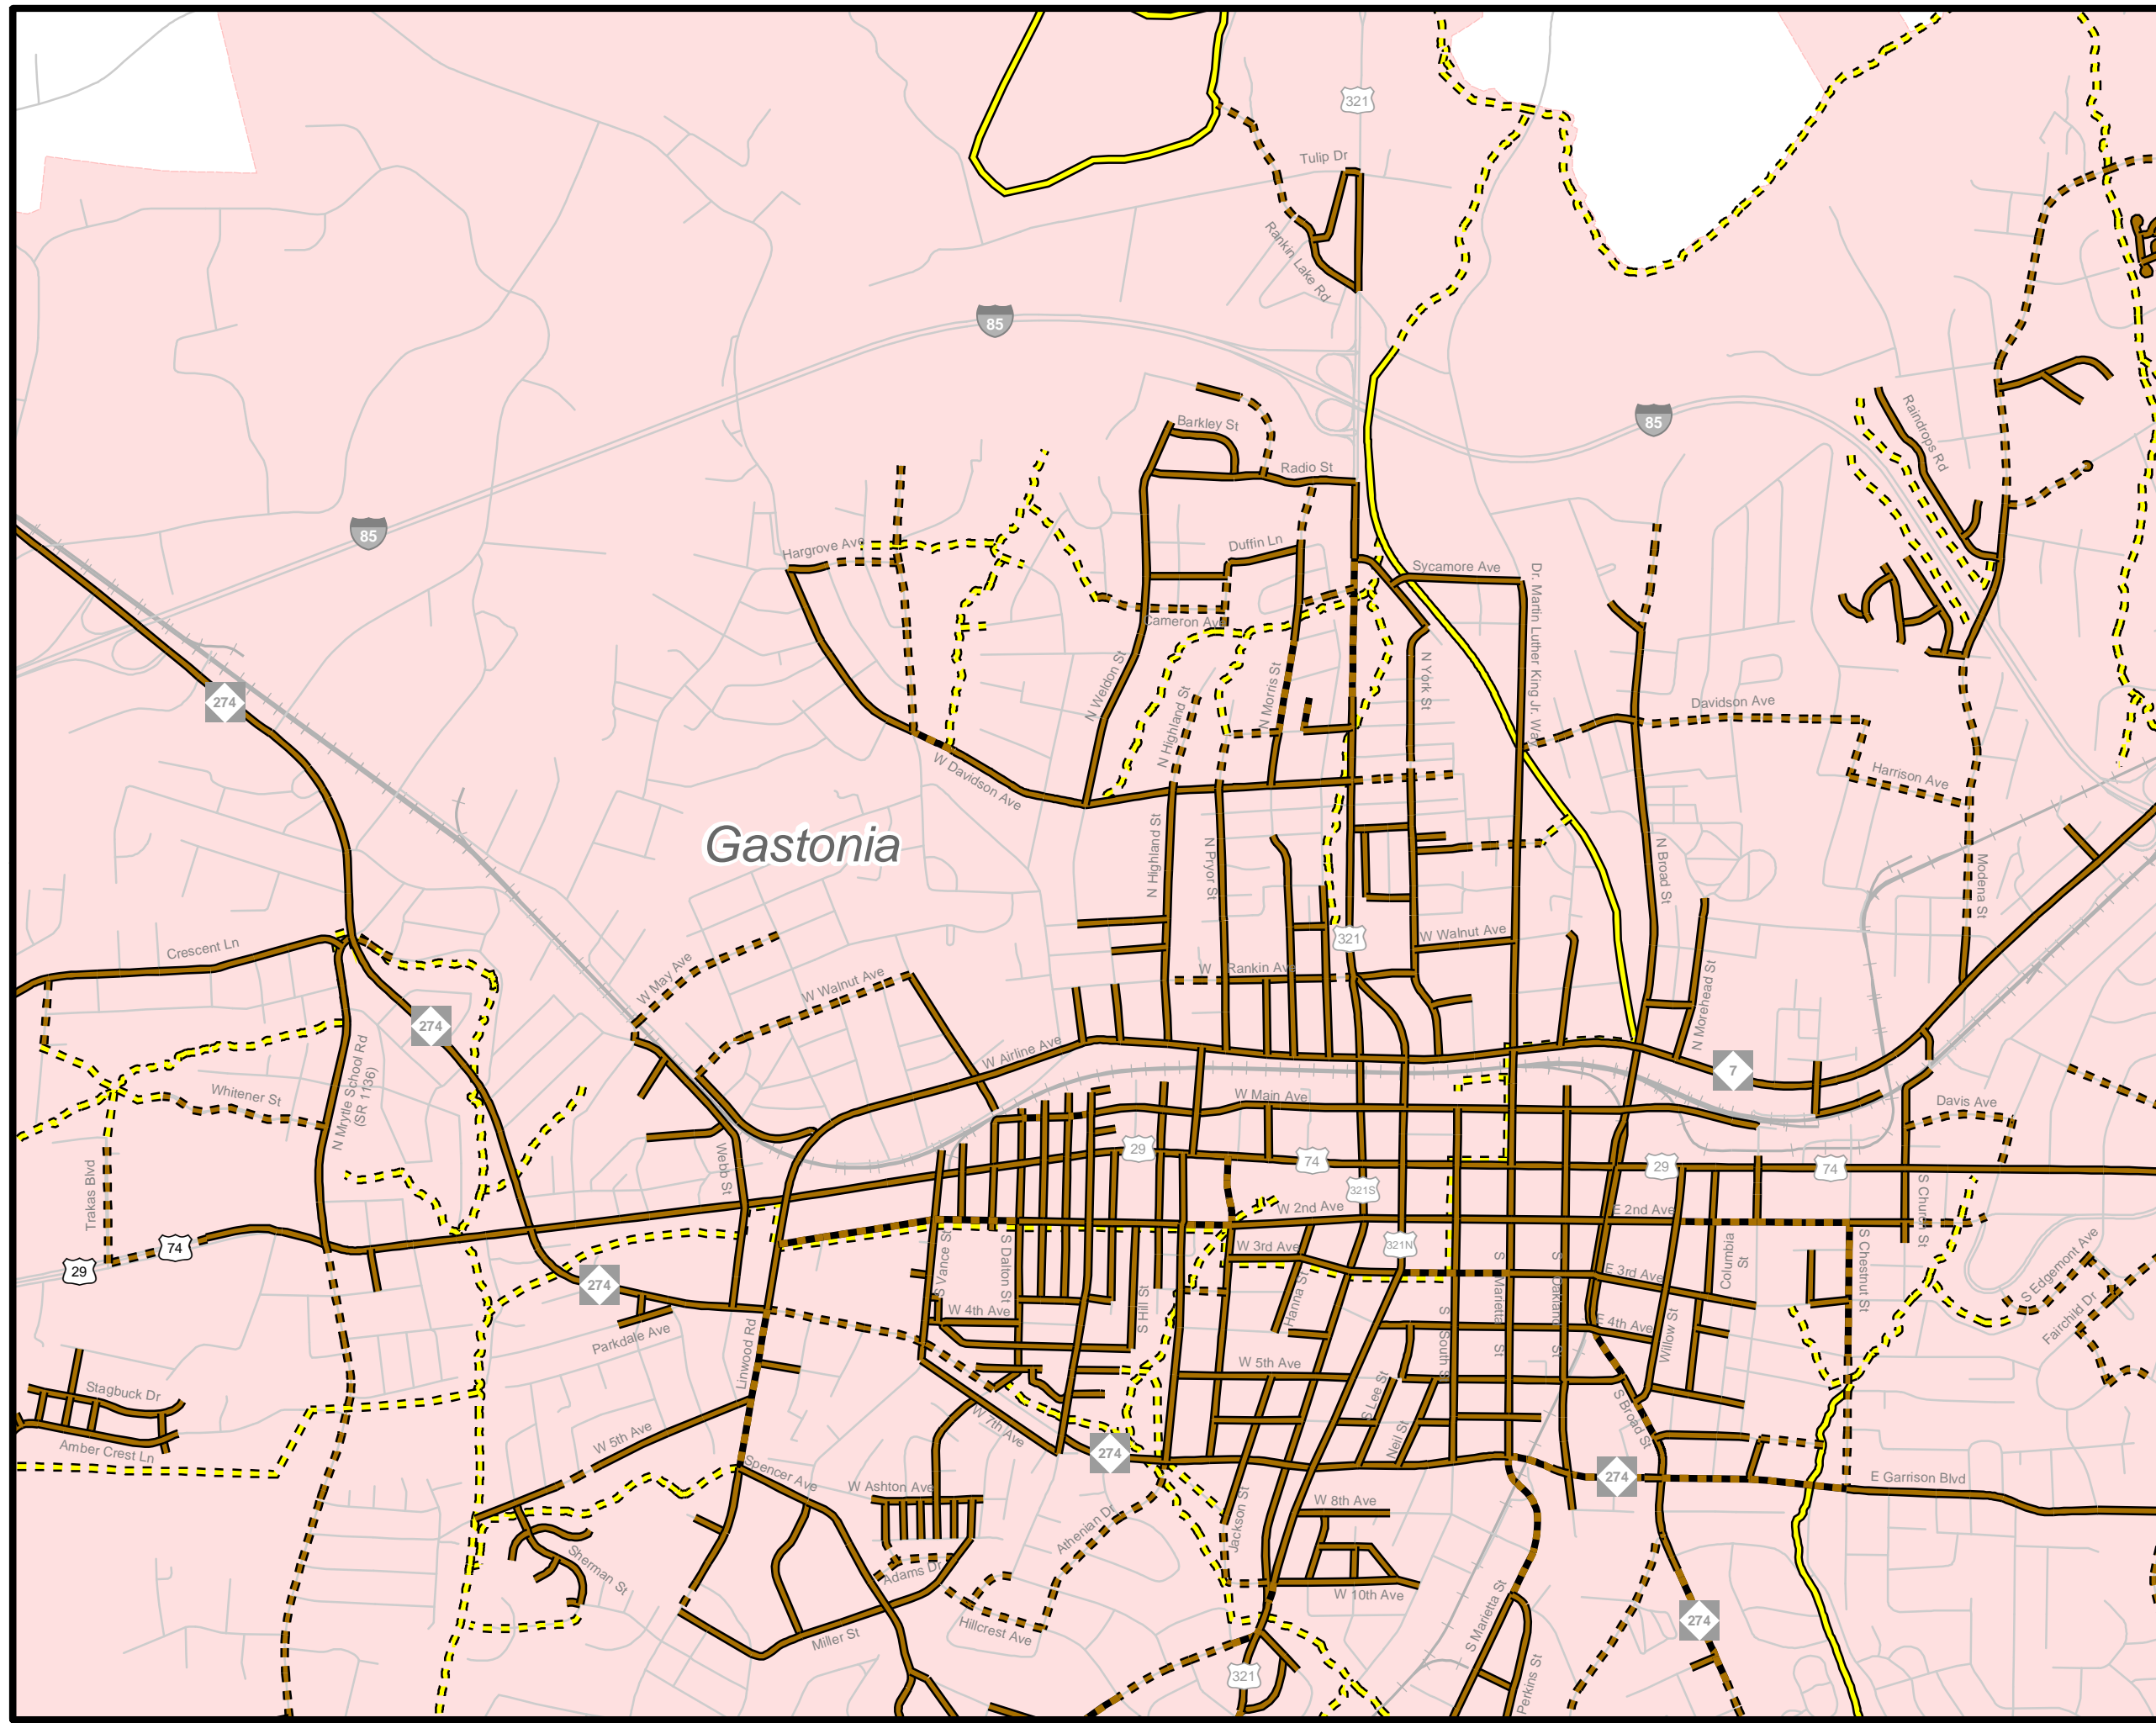 321
Tulip Dr
Rankin Lake Rd
85
Barkley St
85
Raindrops Rd
Radio St
85
Hargrove Ave
Duffin Ln
Sycamore Ave
Dr. Martin Luther King Jr. Way
Cameron Ave
N Weldon St
N Highland St
N Morris St
N York St
274
Davidson Ave
W Davidson Ave
Harrison Ave
Gastonia
N Highland St
N Pryor St
N Broad St
Modena St
Crescent Ln
321
W Walnut Ave
W May Ave
W Walnut Ave
W Rankin Ave
N Morehead St
274
W Airline Ave
7
N Myrtle School Rd
(SR 1136)
Whitener St
W Main Ave
Davis Ave
Webb St
29
74
29
74
Trakas Blvd
321S
S Church St
W 2nd Ave
E 2nd Ave
74
29
S Vance St
S Dalton St
W 3rd Ave
321N
S Marietta St
S Oakland St
E 3rd Ave
Columbia
St
S Chestnut St
S Edgemont Ave
274
S Hill St
Hanna St
Fairchild Dr
W 4th Ave
E 4th Ave
Parkdale Ave
Linwood Rd
S South St
Willow St
Stagbuck Dr
W 5th Ave
S Lee St
S Broad St
W 5th Ave
W 7th Ave
Neil St
Amber Crest Ln
274
Spencer Ave
W Ashton Ave
274
E Garrison Blvd
W 8th Ave
Jackson St
Athenian Dr
Sherman St
Adams Dr
W 10th Ave
Hillcrest Ave
Miller St
S Marietta St
274
321
Perkins St